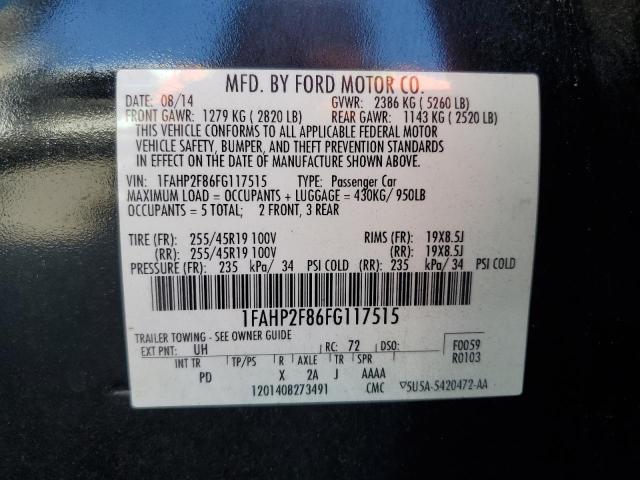 MFD. BY FORD MOTOR CO.
DATE: 08/14 GVWR: 2386 KG ( 5260 LB)
FRONT GAWR: 1279 KG ( 2820 LB) REAR GAWR: 1143 KG ( 2520 LB)
THIS VEHICLE CONFORMS TO ALL APPLICABLE FEDERAL MOTOR
VEHICLE SAFETY, BUMPER, AND THEFT PREVENTION STANDARDS
IN EFFECT ON THE DATE OF MANUFACTURE SHOWN ABOVE.
VIN: 1FAHP2F86FG117515 TYPE: Passenger Car
MAXIMUM LOAD = OCCUPANTS + LUGGAGE = 430KG/ 950LB
OCCUPANTS = 5 TOTAL; 2 FRONT, 3 REAR
TIRE (FR): 255/45R19 100V RIMS (FR): 19X8.5J
(RR): 255/45R19 100V (RR): 19X8.5J
PRESSURE (FR): 235 kPa/ 34 PSI COLD (RR): 235 kPa/ 34 PSI COLD
1FAHP2F86FG117515
TRAILER TOWING - SEE OWNER GUIDE
EXT PNT: UH RC: 72 DSO: F0059
INT TR TP/PS R AXLE TR SPR R0103
PD X 2A J AAAA
1201408273491 CMC ▽5U5A-5420472-AA